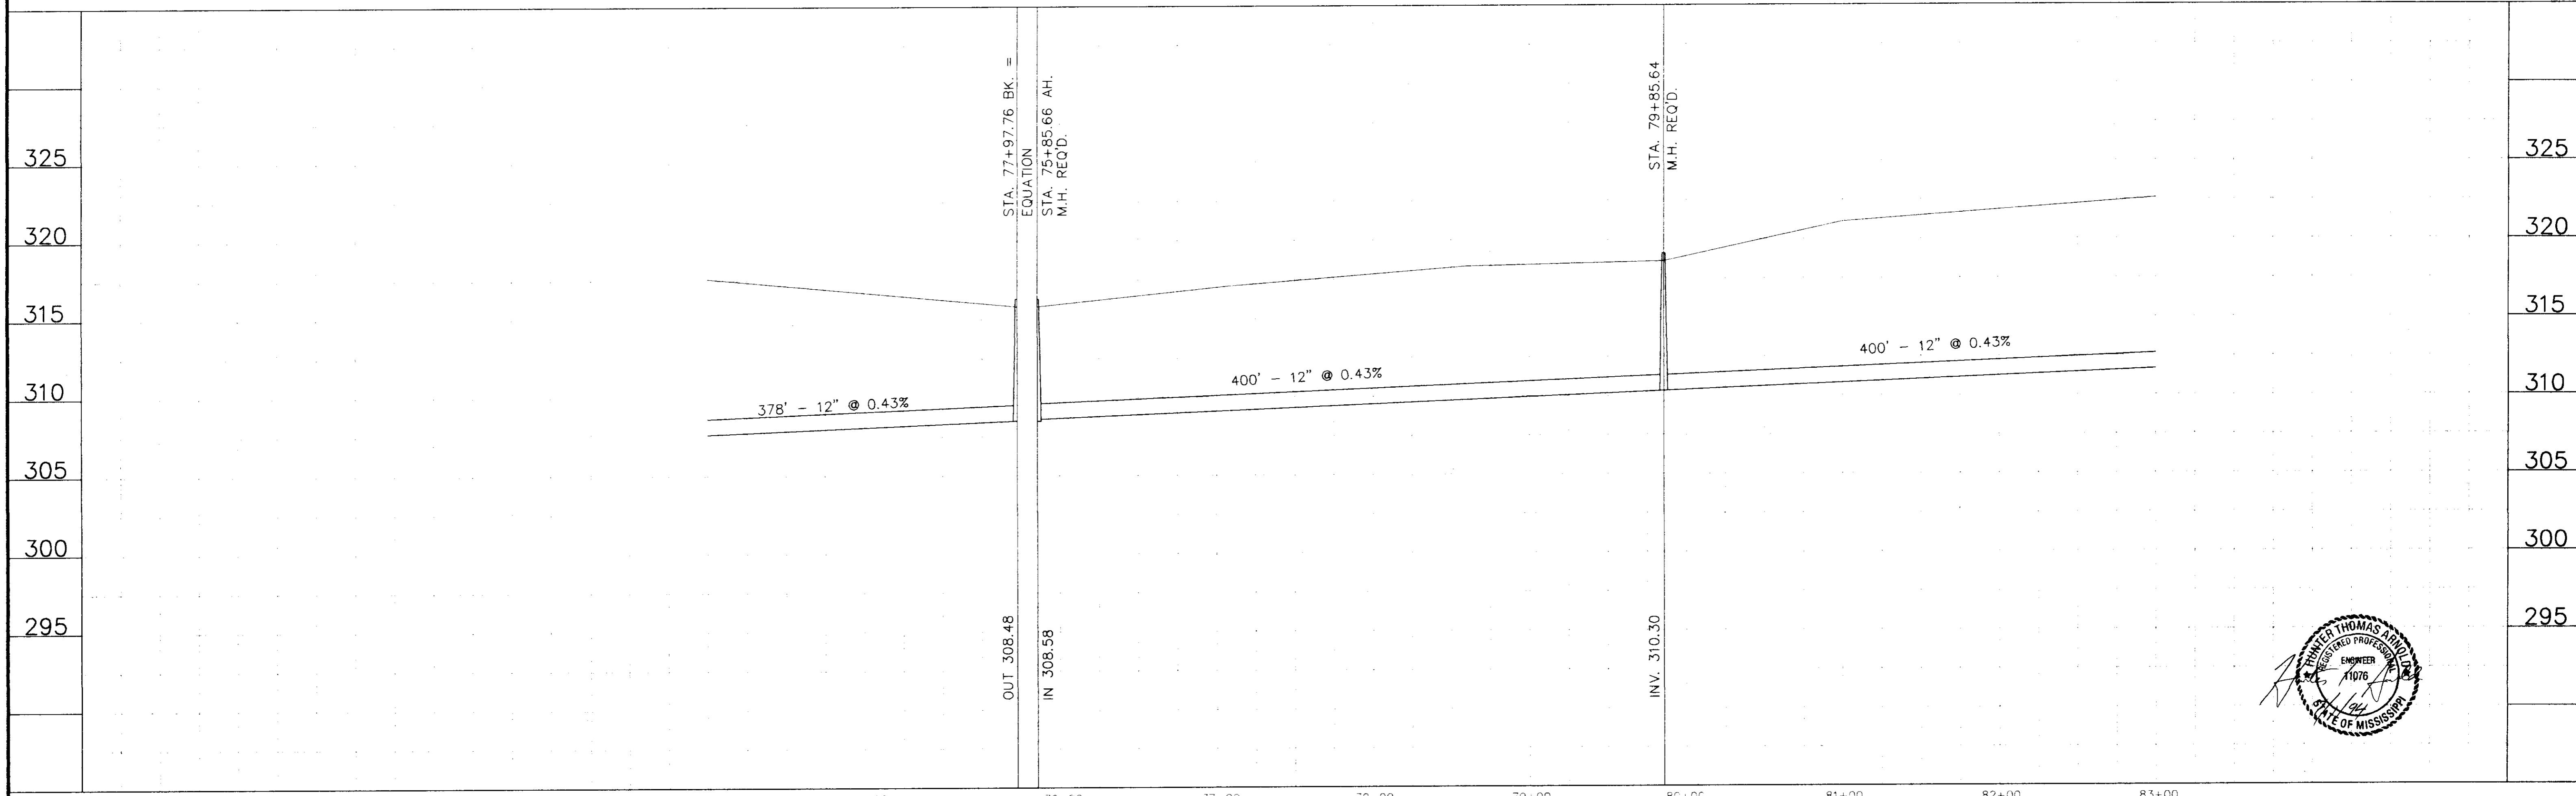 325
320
315
310
305
300
295
STA. 77+97.76 BK. =
EQUATION
STA. 75+85.66 AH.
M.H. REQ'D.
STA. 79+85.64
M.H. REQ'D.
378' - 12" @ 0.43%
400' - 12" @ 0.43%
400' - 12" @ 0.43%
OUT 308.48
IN 308.58
INV. 310.30
325
320
315
310
305
300
295
HUNTER THOMAS ARNOLD
REGISTERED PROFESSIONAL
ENGINEER
11076
STATE OF MISSISSIPPI
81+00
82+00
83+00